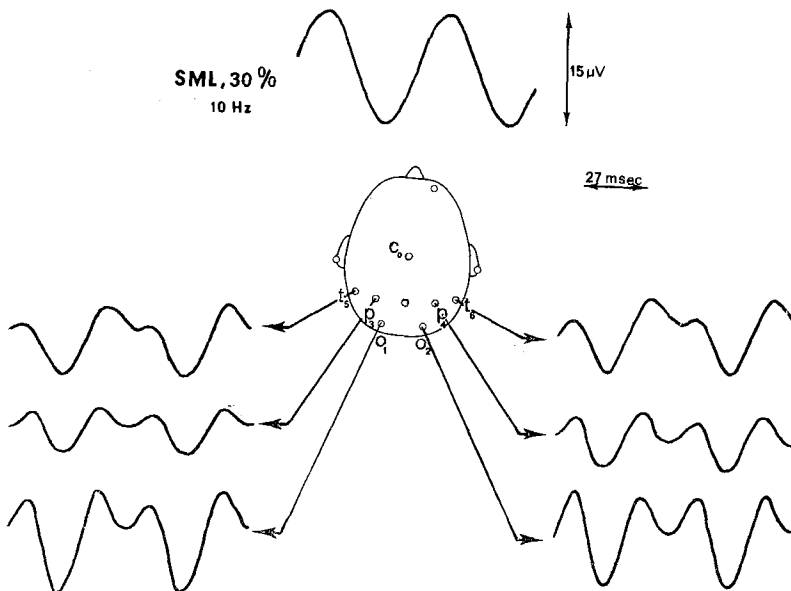 SML, 30%
10 Hz
15 µV
27 msec
C₀
t₅
t₆
p₃
p₄
O₁
O₂